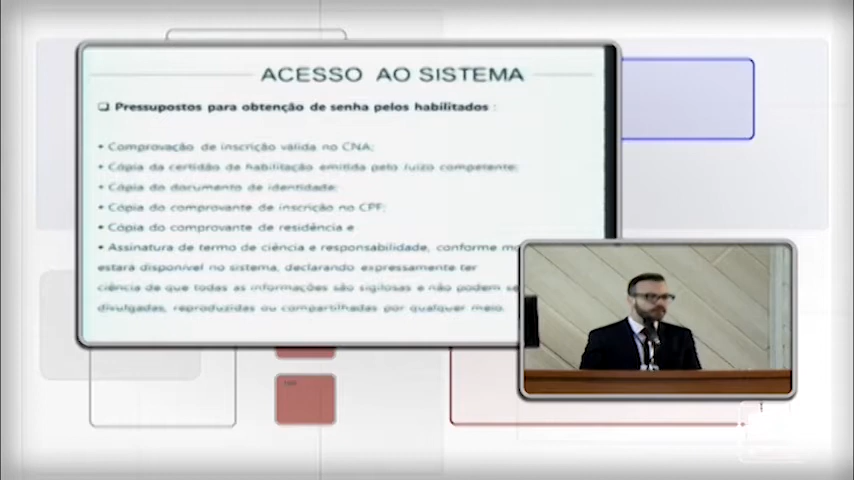 ACESSO AO SISTEMA
❑ Pressupostos para obtenção de senha pelos habilitados :
• Comprovação de inscrição válida no CNA;
• Cópia da certidão de habilitação emitida pelo Juízo competente;
• Cópia do documento de identidade;
• Cópia do comprovante de inscrição no CPF;
• Cópia do comprovante de residência e
• Assinatura de termo de ciência e responsabilidade, conforme mo
estará disponível no sistema, declarando expressamente ter
ciência de que todas as informações são sigilosas e não podem se
divulgadas, reproduzidas ou compartilhadas por qualquer meio.